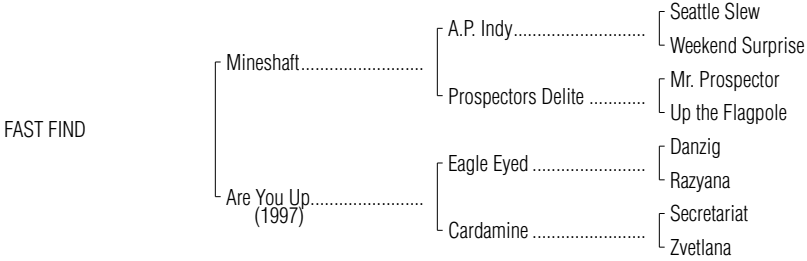 Seattle Slew
A.P. Indy............................
Weekend Surprise
Mineshaft..........................
Mr. Prospector
Prospectors Delite ............
Up the Flagpole
FAST FIND
Danzig
Eagle Eyed ........................
Razyana
Are You Up........................
(1997)
Secretariat
Cardamine ........................
Zvetlana